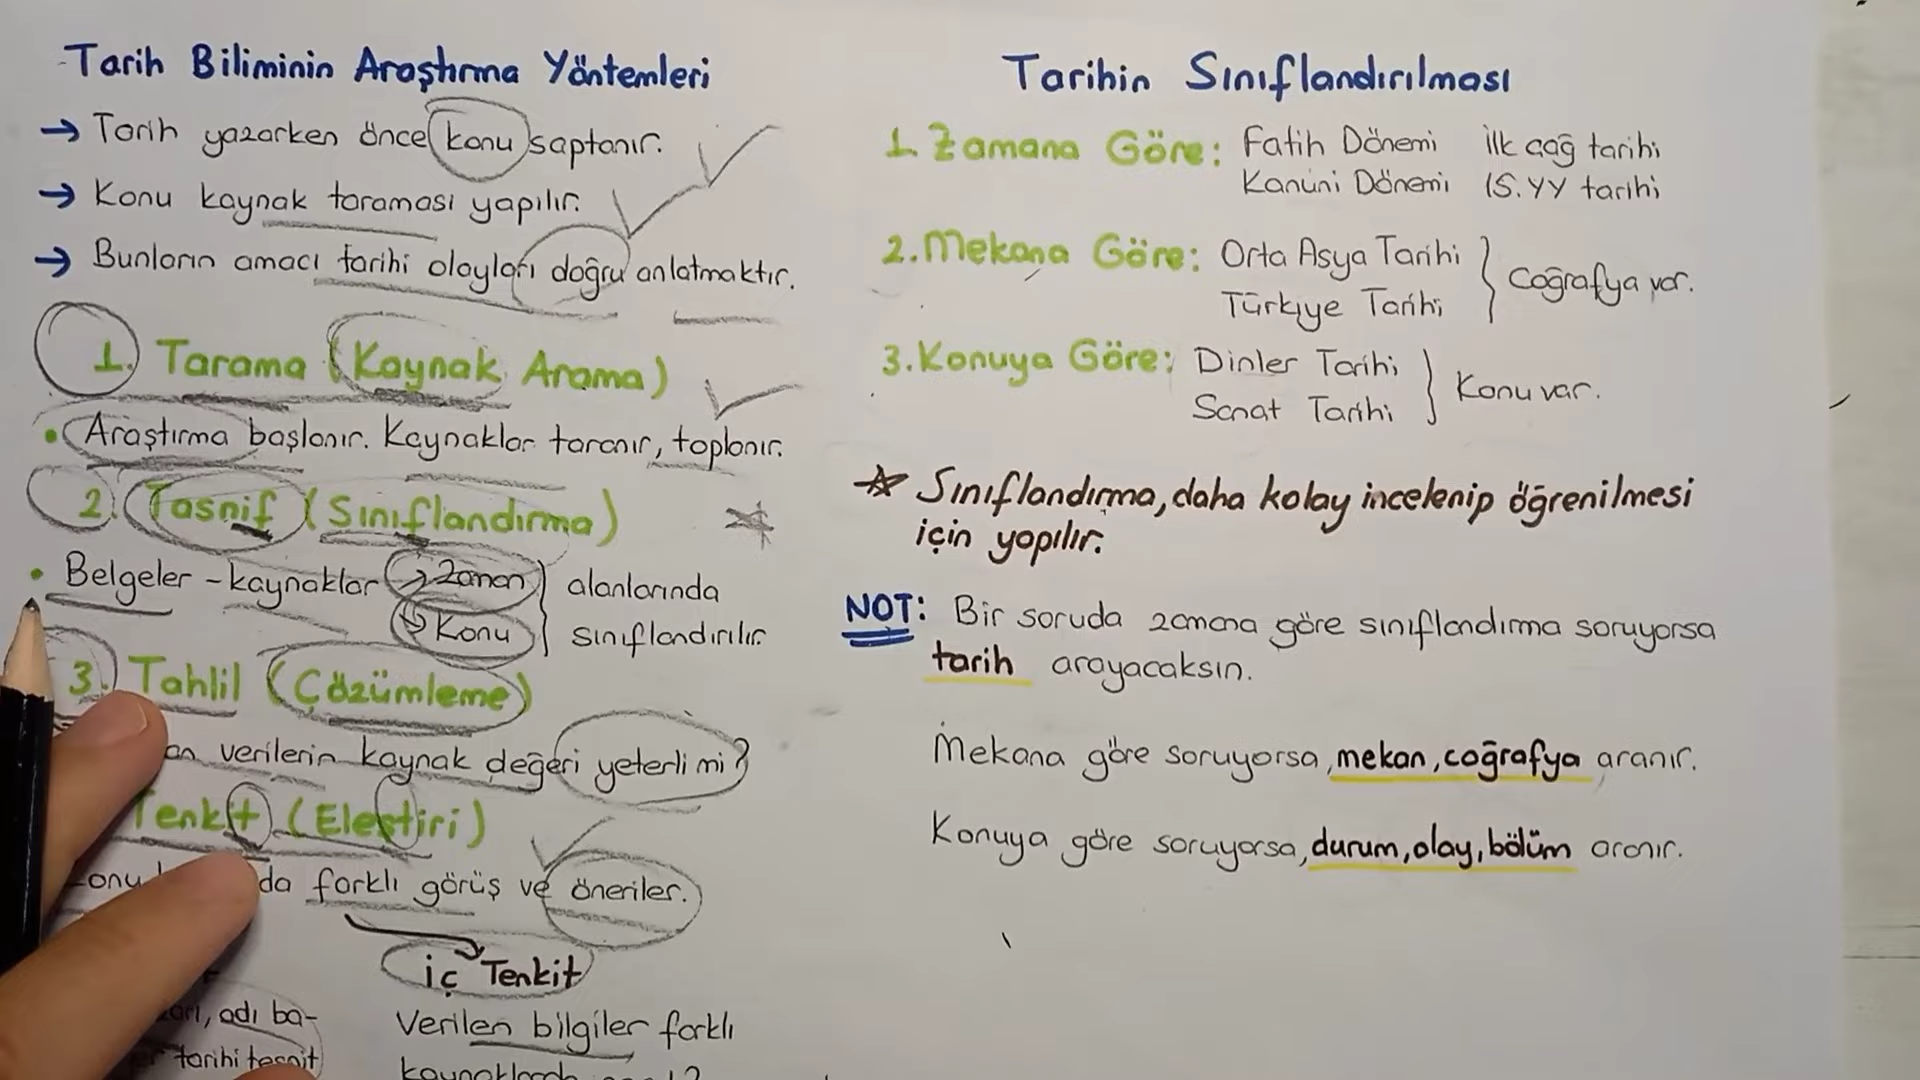 Tarih Biliminin Araştırma Yöntemleri
→ Tarih yazarken önce konu saptanır.
→ Konu kaynak taraması yapılır.
→ Bunların amacı tarihi olayları doğru anlatmaktır.
1. Tarama (Kaynak Arama)
• Araştırma başlanır. Kaynaklar taranır, toplanır.
2. Tasnif (Sınıflandırma)
• Belgeler - kaynaklar → Zaman alanlarında
→ Konu sınıflandırılır.
3. Tahlil (Çözümleme)
verilerin kaynak değeri yeterli mi?
Tenkit (Eleştiri)
farklı görüş ve öneriler.
İç Tenkit
adı ba-
tarihi tespit
Verilen bilgiler farklı
Tarihin Sınıflandırılması
1. Zamana Göre: Fatih Dönemi İlk çağ tarihi
Kanuni Dönemi 15.YY tarihi
2. Mekana Göre: Orta Asya Tarihi
Türkiye Tarihi } Coğrafya var.
3. Konuya Göre: Dinler Tarihi
Sanat Tarihi } Konu var.
☆ Sınıflandırma, daha kolay incelenip öğrenilmesi
için yapılır.
NOT: Bir soruda zamana göre sınıflandırma soruyorsa
tarih arayacaksın.
Mekana göre soruyorsa, mekan, coğrafya aranır.
Konuya göre soruyorsa, durum, olay, bölüm aranır.